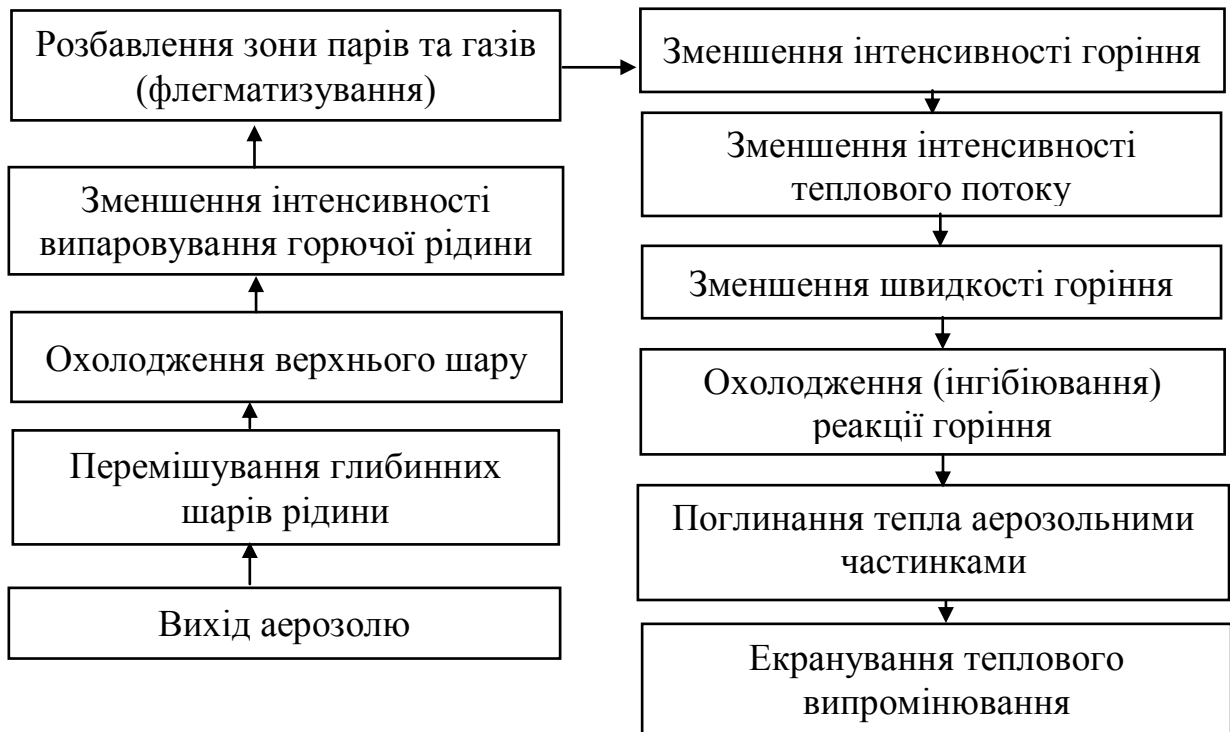 Розбавлення зони парів та газів
(флегматизування)
Зменшення інтенсивності
випаровування горючої рідини
Охолодження верхнього шару
Перемішування глибинних
шарів рідини
Вихід аерозолю
Зменшення інтенсивності горіння
Зменшення інтенсивності
теплового потоку
Зменшення швидкості горіння
Охолодження (інгібіювання)
реакції горіння
Поглинання тепла аерозольними
частинками
Екранування теплового
випромінювання